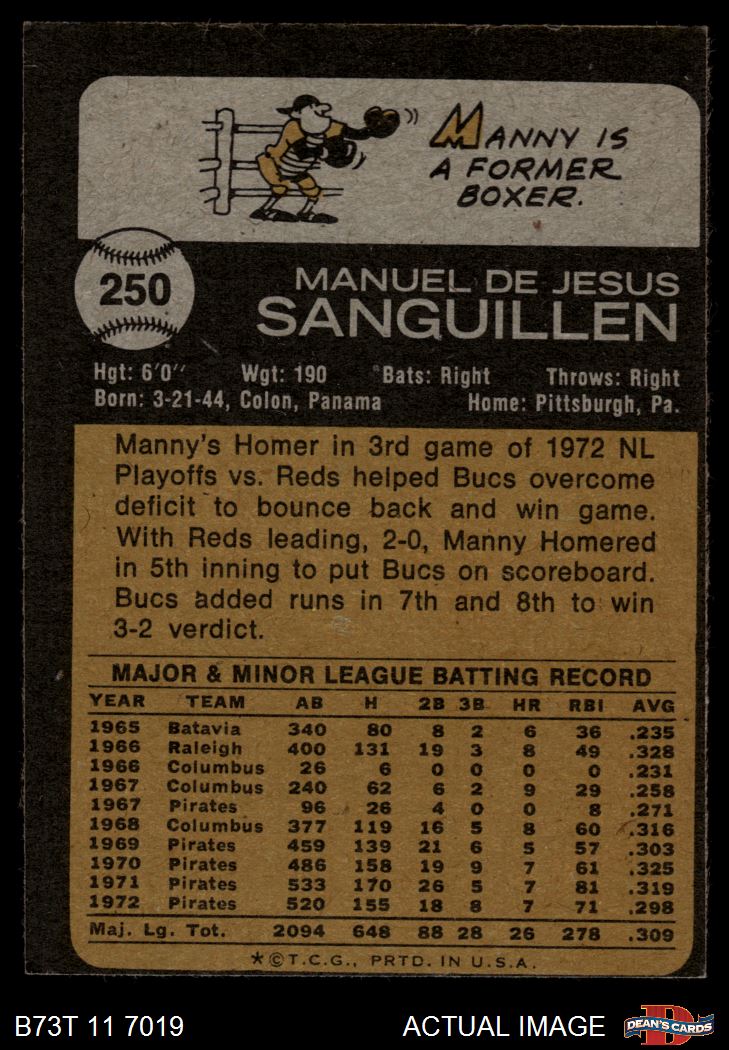 MANNY IS
A FORMER
BOXER.
250
MANUEL DE JESUS
SANGUILLEN
Hgt: 6'0" Wgt: 190 Bats: Right Throws: Right
Born: 3-21-44, Colon, Panama Home: Pittsburgh, Pa.
Manny's Homer in 3rd game of 1972 NL
Playoffs vs. Reds helped Bucs overcome
deficit to bounce back and win game.
With Reds leading, 2-0, Manny Homered
in 5th inning to put Bucs on scoreboard.
Bucs added runs in 7th and 8th to win
3-2 verdict.
MAJOR & MINOR LEAGUE BATTING RECORD
YEAR TEAM AB H 2B 3B HR RBI AVG
1965 Batavia 340 80 8 2 6 36 .235
1966 Raleigh 400 131 19 3 8 49 .328
1966 Columbus 26 6 0 0 0 0 .231
1967 Columbus 240 62 6 2 9 29 .258
1967 Pirates 96 26 4 0 0 8 .271
1968 Columbus 377 119 16 5 8 60 .316
1969 Pirates 459 139 21 6 5 57 .303
1970 Pirates 486 158 19 9 7 61 .325
1971 Pirates 533 170 26 5 7 81 .319
1972 Pirates 520 155 18 8 7 71 .298
Maj. Lg. Tot. 2094 648 88 28 26 278 .309
*©T.C.G., PRTD. IN U.S.A.
B73T 11 7019 ACTUAL IMAGE DEAN'S CARDS